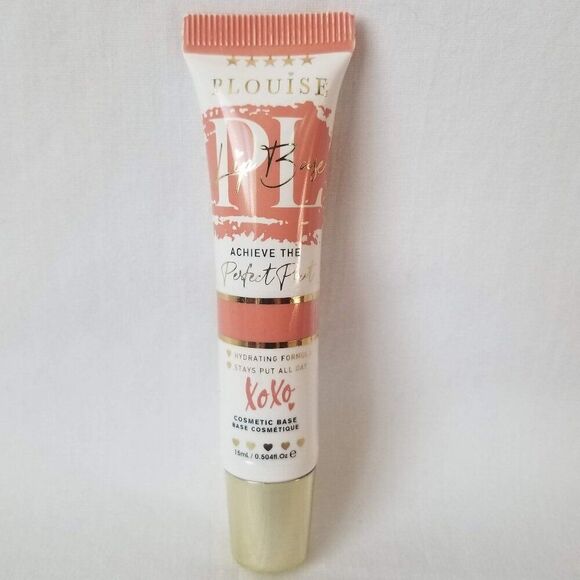 PLOUISE
PL
Lip Base
ACHIEVE THE
Perfect Pout
HYDRATING FORMULA
STAYS PUT ALL DAY
XOXO
COSMETIC BASE
BASE COSMÉTIQUE
15mL / 0.504fl.Oz e